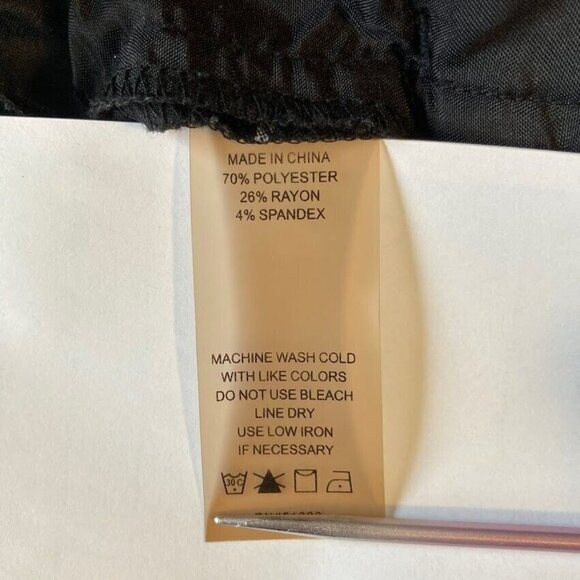 MADE IN CHINA
70% POLYESTER
26% RAYON
4% SPANDEX
MACHINE WASH COLD
WITH LIKE COLORS
DO NOT USE BLEACH
LINE DRY
USE LOW IRON
IF NECESSARY
30 C